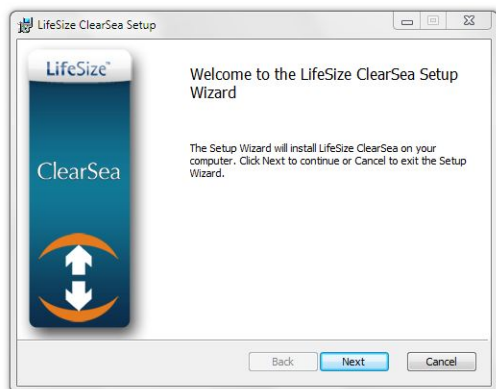 LifeSize ClearSea Setup
LifeSize™
ClearSea
Welcome to the LifeSize ClearSea Setup
Wizard
The Setup Wizard will install LifeSize ClearSea on your
computer. Click Next to continue or Cancel to exit the Setup
Wizard.
Back Next Cancel